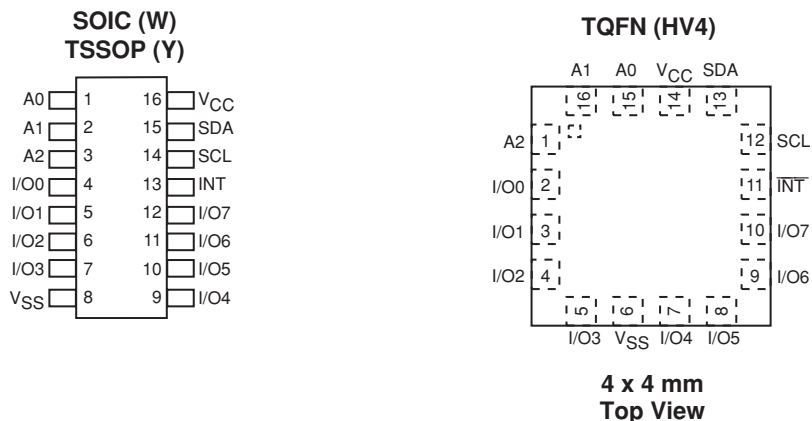 SOIC (W)
TSSOP (Y)
A0 1 16 VCC
A1 2 15 SDA
A2 3 14 SCL
I/O0 4 13 INT
I/O1 5 12 I/O7
I/O2 6 11 I/O6
I/O3 7 10 I/O5
VSS 8 9 I/O4
TQFN (HV4)
A1 A0 VCC SDA
16 15 14 13
A2 1 12 SCL
I/O0 2 11 INT
I/O1 3 10 I/O7
I/O2 4 9 I/O6
5 6 7 8
I/O3 VSS I/O4 I/O5
4 x 4 mm
Top View